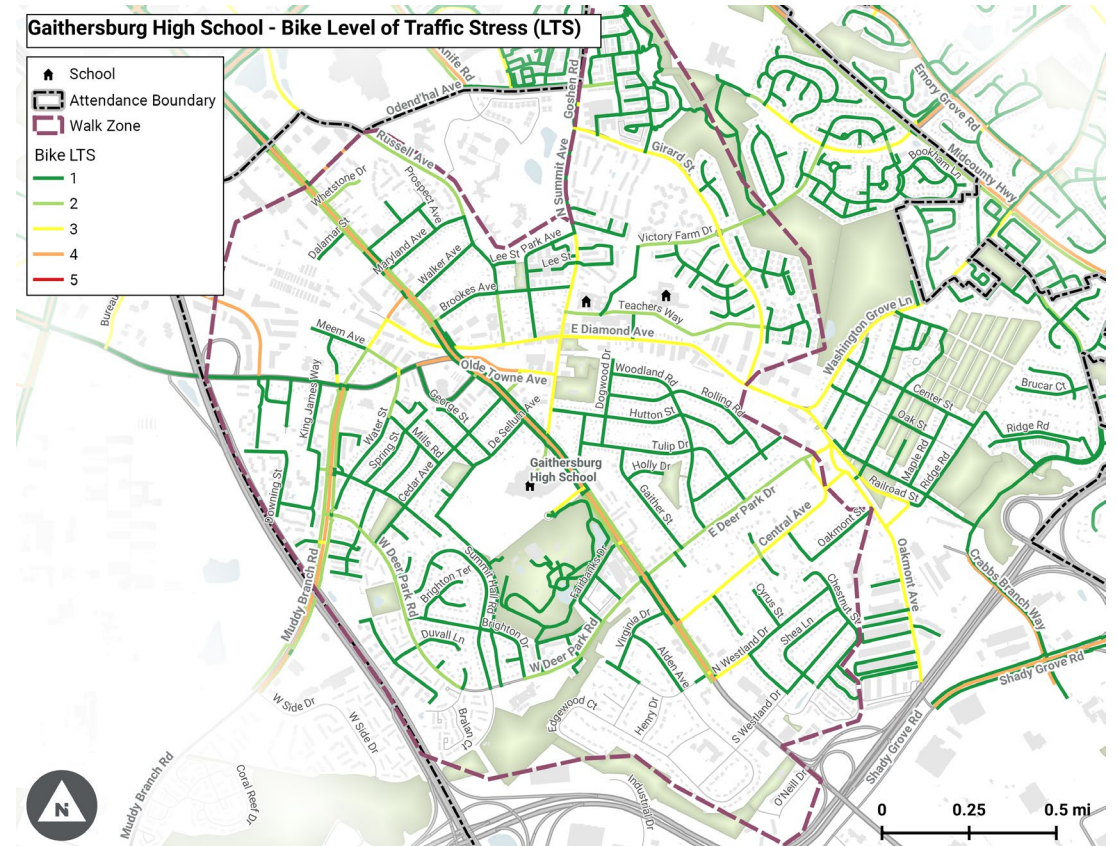 Gaithersburg High School - Bike Level of Traffic Stress (LTS)
School
Attendance Boundary
Walk Zone
Bike LTS
1
2
3
4
5
Knife Rd
Odend'hal Ave
Goshen Rd
Emory Grove Rd
Midcounty Hwy
Bookham Ln
Russell Ave
Girard St
N Summit Ave
Whetstone Dr
Prospect Ave
Dalamar St
Maryland Ave
Walker Ave
Lee St
Park Ave
Lee St
Victory Farm Dr
Brookes Ave
Teachers Way
E Diamond Ave
Washington Grove Ln
Bureau
Meem Ave
Olde Towne Ave
King James Way
George St
De Sellum Ave
Dogwood Dr
Woodland Rd
Rolling Rd
Hutton St
Tulip Dr
Holly Dr
Center St
Brucar Ct
Oak St
Maple Rd
Ridge Rd
Ridge Rd
Railroad St
Water St
Spring St
Mills Rd
Cedar Ave
Gaithersburg
High School
Gaither St
E Deer Park Dr
Central Ave
Oakmont St
Oakmont Ave
Crabbs Branch Way
Downing St
Muddy Branch Rd
W Deer Park Rd
Summit Hall Rd
Brighton Ter
Brighton Dr
Duvall Ln
Fairbanks Dr
W Deer Park Rd
Virginia Dr
Alden Ave
Cyrus St
Shea Ln
Chestnut St
N Westland Dr
S Westland Dr
Shady Grove Rd
Shady Grove Rd
W Side Dr
W Side Dr
Bralan Ct
Edgewood Ct
Henry Dr
Industrial Dr
O'Neill Dr
Muddy Branch Rd
Coral Reef Dr
N
0 0.25 0.5 mi